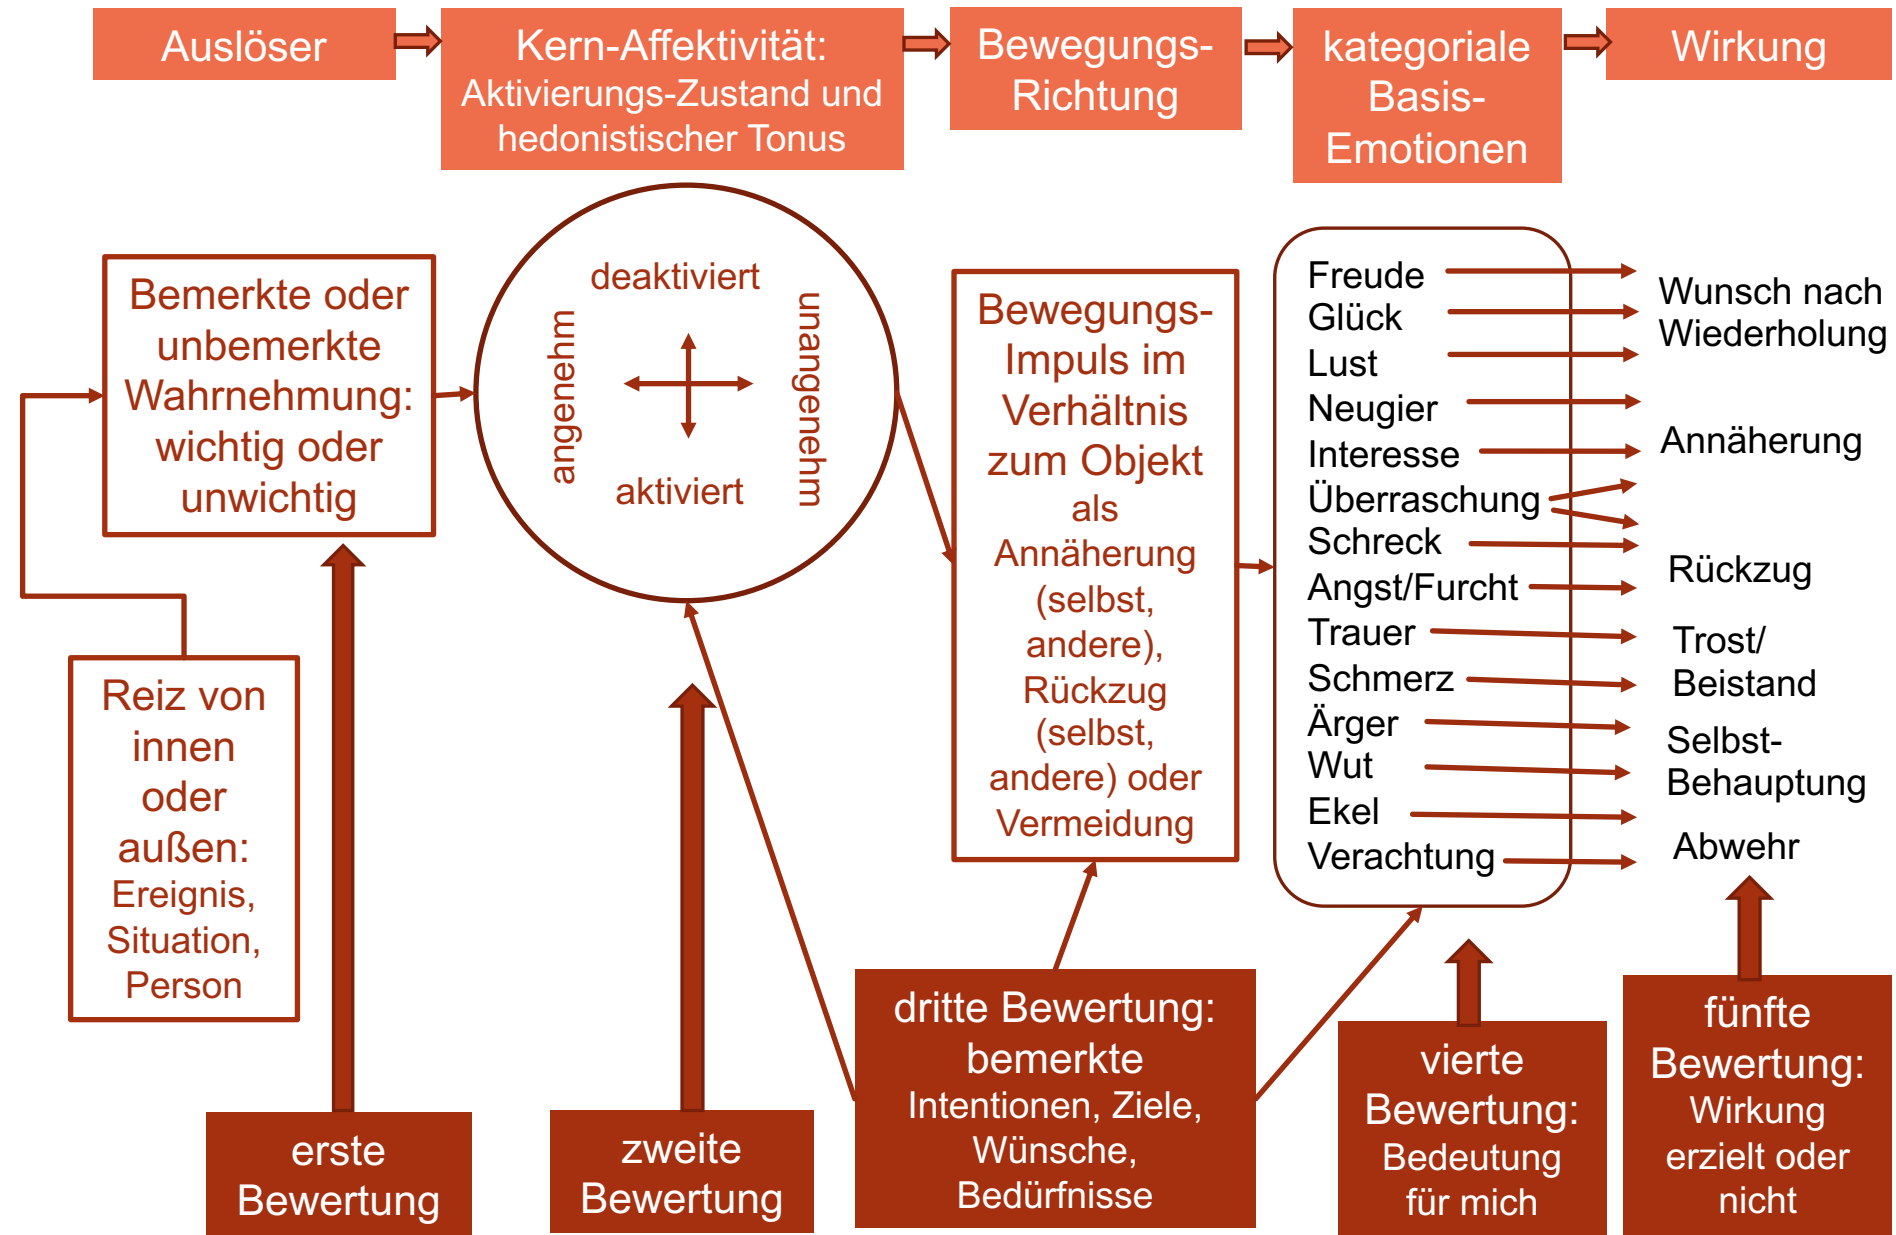 Auslöser
Kern-Affektivität:
Aktivierungs-Zustand und
hedonistischer Tonus
Bewegungs-
Richtung
kategoriale
Basis-
Emotionen
Wirkung
Bemerkte oder
unbemerkte
Wahrnehmung:
wichtig oder
unwichtig
Reiz von
innen
oder
außen:
Ereignis,
Situation,
Person
deaktiviert
angenehm
unangenehm
aktiviert
Bewegungs-
Impuls im
Verhältnis
zum Objekt
als
Annäherung
(selbst,
andere),
Rückzug
(selbst,
andere) oder
Vermeidung
Freude
Glück
Lust
Neugier
Interesse
Überraschung
Schreck
Angst/Furcht
Trauer
Schmerz
Ärger
Wut
Ekel
Verachtung
Wunsch nach
Wiederholung
Annäherung
Rückzug
Trost/
Beistand
Selbst-
Behauptung
Abwehr
erste
Bewertung
zweite
Bewertung
dritte Bewertung:
bemerkte
Intentionen, Ziele,
Wünsche,
Bedürfnisse
vierte
Bewertung:
Bedeutung
für mich
fünfte
Bewertung:
Wirkung
erzielt oder
nicht